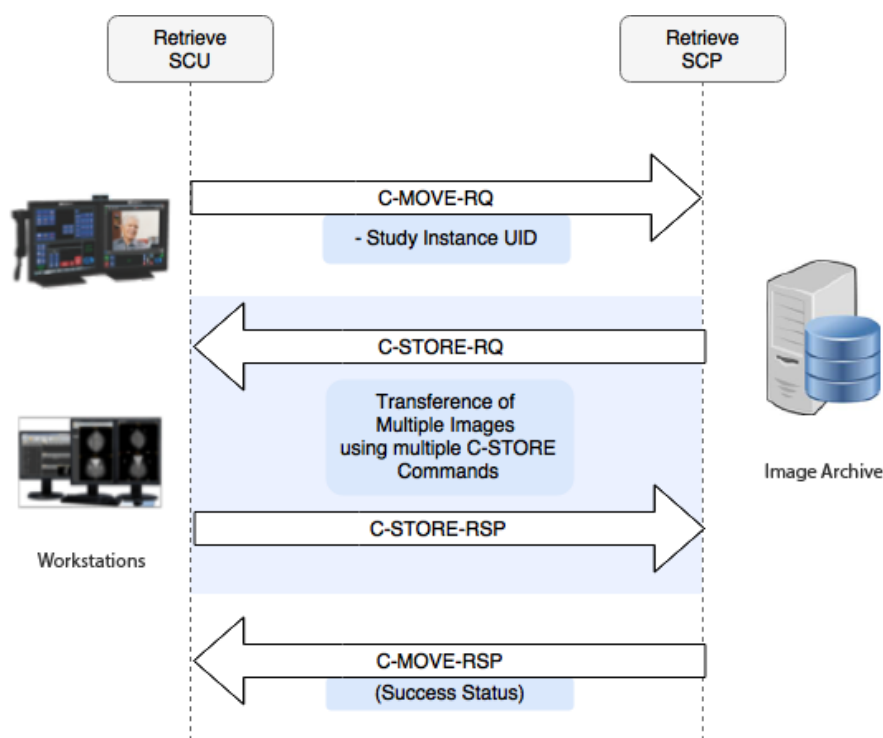 Retrieve
SCU
Retrieve
SCP
C-MOVE-RQ
- Study Instance UID
C-STORE-RQ
Transference of
Multiple Images
using multiple C-STORE
Commands
Image Archive
C-STORE-RSP
Workstations
C-MOVE-RSP
(Success Status)